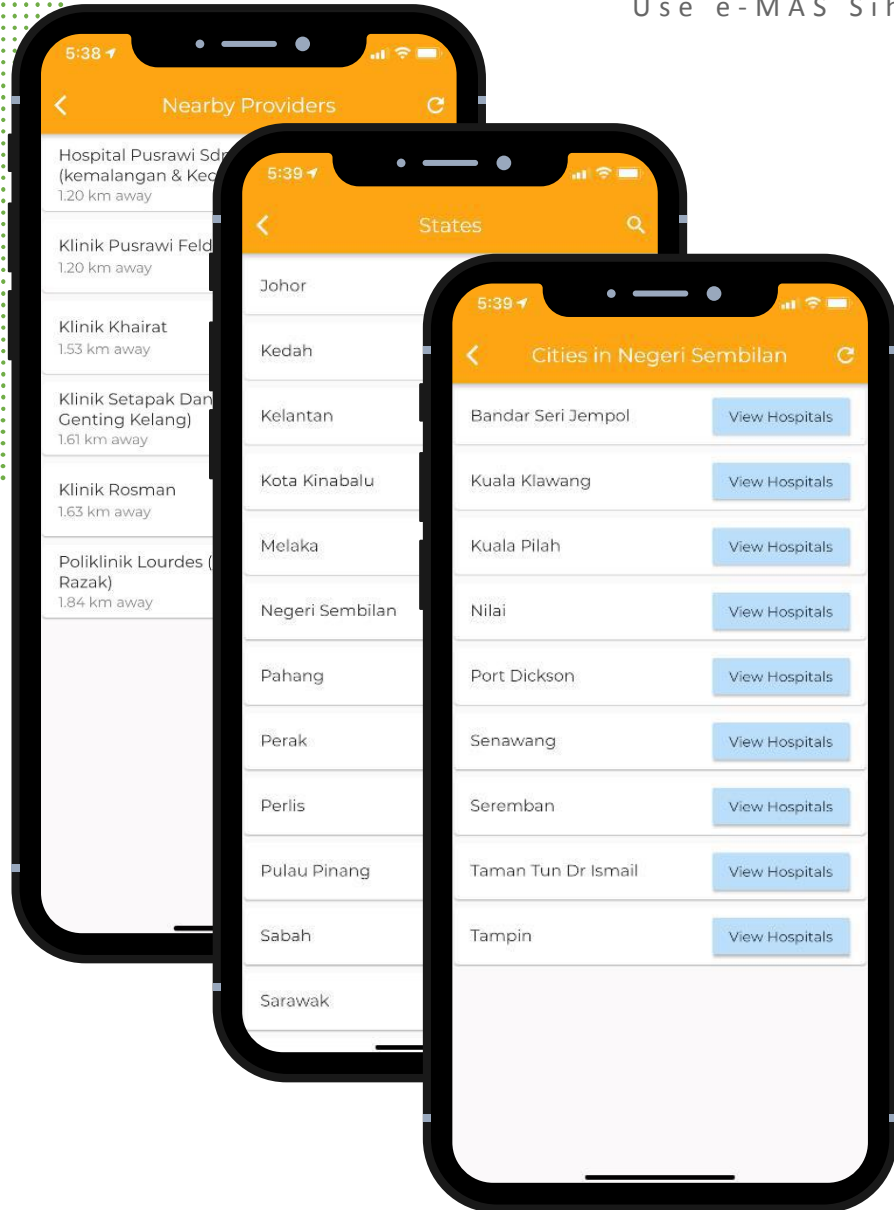 Use e-MAS
5:38
Nearby Providers
Hospital Pusrawi
(kemalangan &
1.20 km away
Klinik Pusrawi
1.20 km away
Klinik Khairat
1.53 km away
Klinik Setapak
Genting Kelang)
1.61 km away
Klinik Rosman
1.63 km away
Poliklinik Lourdes (
Razak)
1.84 km away
5:39
States
Johor
Kedah
Kelantan
Kota Kinabalu
Melaka
Negeri Sembilan
Pahang
Perak
Perlis
Pulau Pinang
Sabah
Sarawak
5:39
Cities in Negeri Sembilan
Bandar Seri Jempol View Hospitals
Kuala Klawang View Hospitals
Kuala Pilah View Hospitals
Nilai View Hospitals
Port Dickson View Hospitals
Senawang View Hospitals
Seremban View Hospitals
Taman Tun Dr Ismail View Hospitals
Tampin View Hospitals